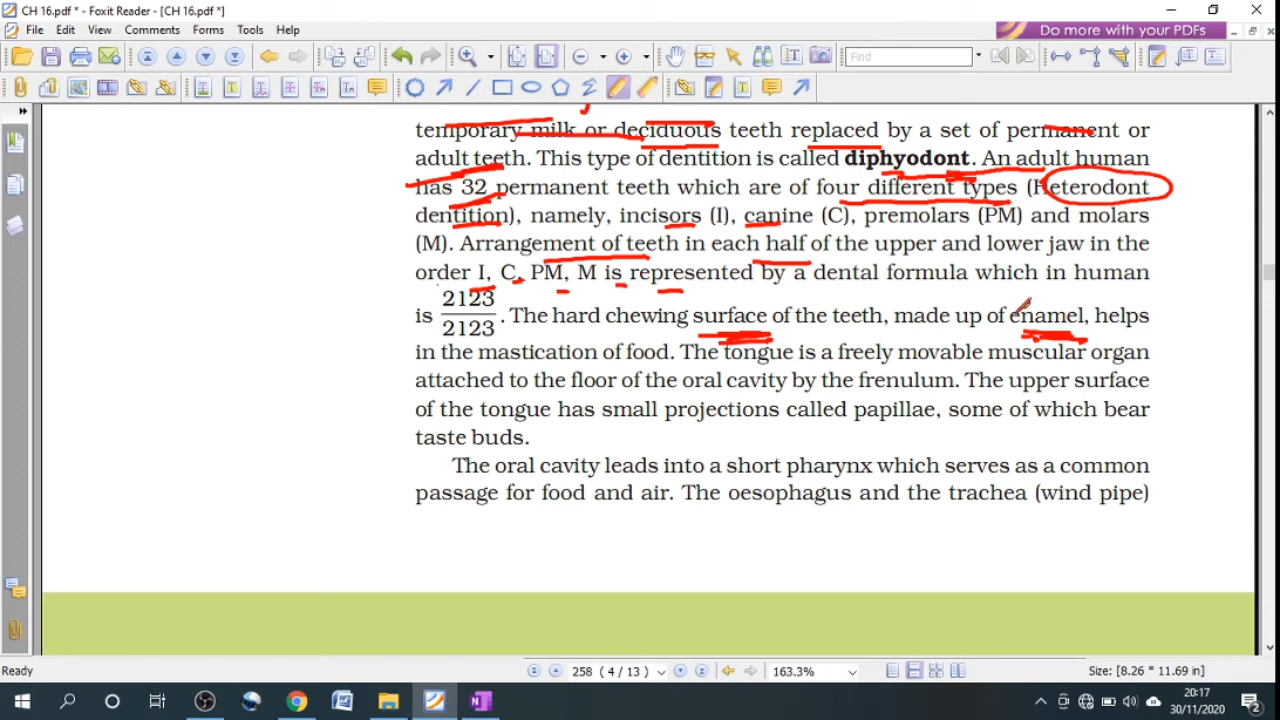 CH 16.pdf * - Foxit Reader - [CH 16.pdf *]
File Edit View Comments Forms Tools Help
Do more with your PDFs
Find
temporary milk or deciduous teeth replaced by a set of permanent or
adult teeth. This type of dentition is called diphyodont. An adult human
has 32 permanent teeth which are of four different types (Heterodont
dentition), namely, incisors (I), canine (C), premolars (PM) and molars
(M). Arrangement of teeth in each half of the upper and lower jaw in the
order I, C, PM, M is represented by a dental formula which in human
is 2123/2123. The hard chewing surface of the teeth, made up of enamel, helps
in the mastication of food. The tongue is a freely movable muscular organ
attached to the floor of the oral cavity by the frenulum. The upper surface
of the tongue has small projections called papillae, some of which bear
taste buds.
The oral cavity leads into a short pharynx which serves as a common
passage for food and air. The oesophagus and the trachea (wind pipe)
Ready 258 ( 4 / 13 ) 163.3% Size: [8.26 * 11.69 in]
20:17
30/11/2020
2